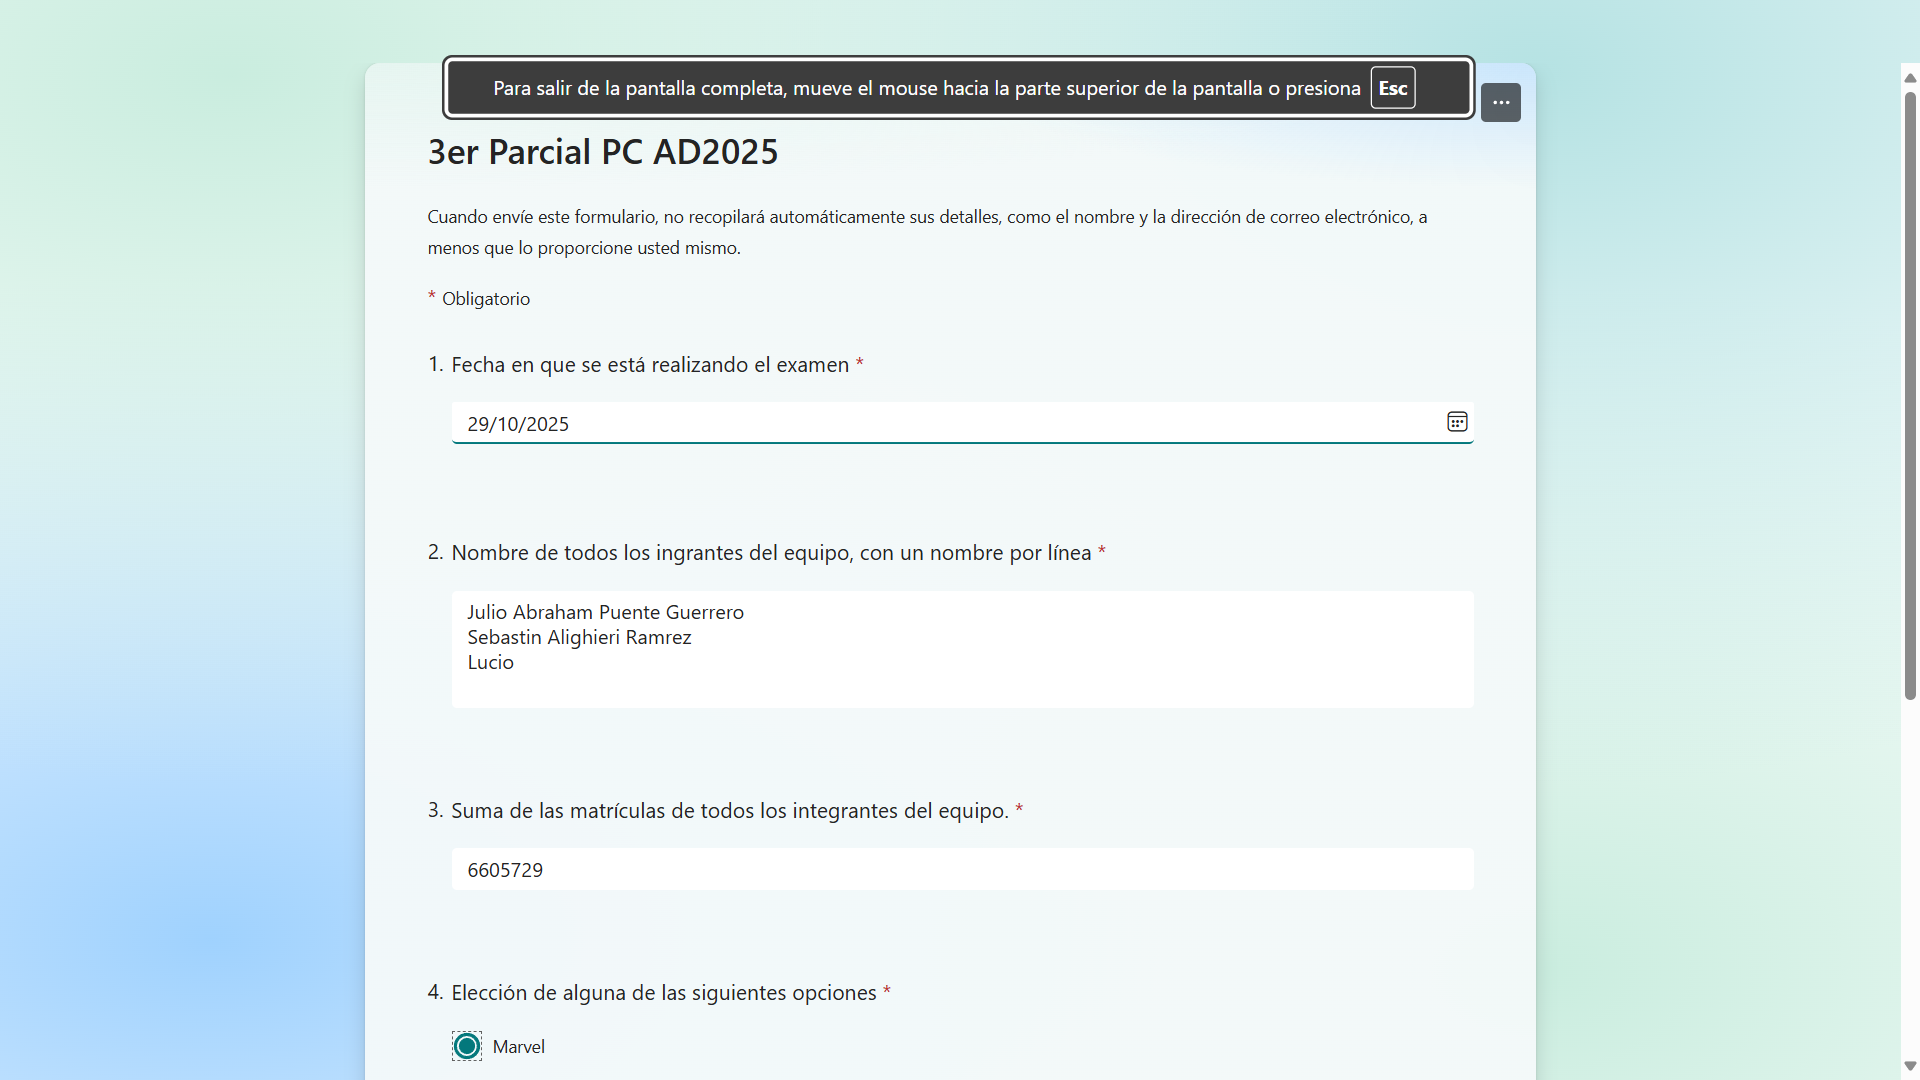 Para salir de la pantalla completa, mueve el mouse hacia la parte superior de la pantalla o presiona Esc
3er Parcial PC AD2025
Cuando envíe este formulario, no recopilará automáticamente sus detalles, como el nombre y la dirección de correo electrónico, a
menos que lo proporcione usted mismo.
* Obligatorio
1. Fecha en que se está realizando el examen *
29/10/2025
2. Nombre de todos los ingrantes del equipo, con un nombre por línea *
Julio Abraham Puente Guerrero
Sebastin Alighieri Ramrez
Lucio
3. Suma de las matrículas de todos los integrantes del equipo. *
6605729
4. Elección de alguna de las siguientes opciones *
Marvel